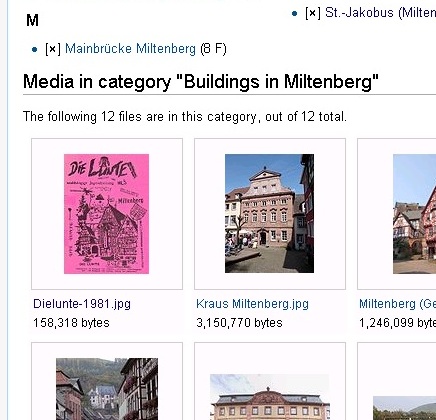 [×] St.-Jakobus (Milten
M
[×] Mainbrücke Miltenberg (8 F)
Media in category "Buildings in Miltenberg"
The following 12 files are in this category, out of 12 total.
DIE LUNTE
Miltenberg
Dielunte-1981.jpg
158,318 bytes
Kraus Miltenberg.jpg
3,150,770 bytes
Miltenberg (Ge
1,246,099 byte